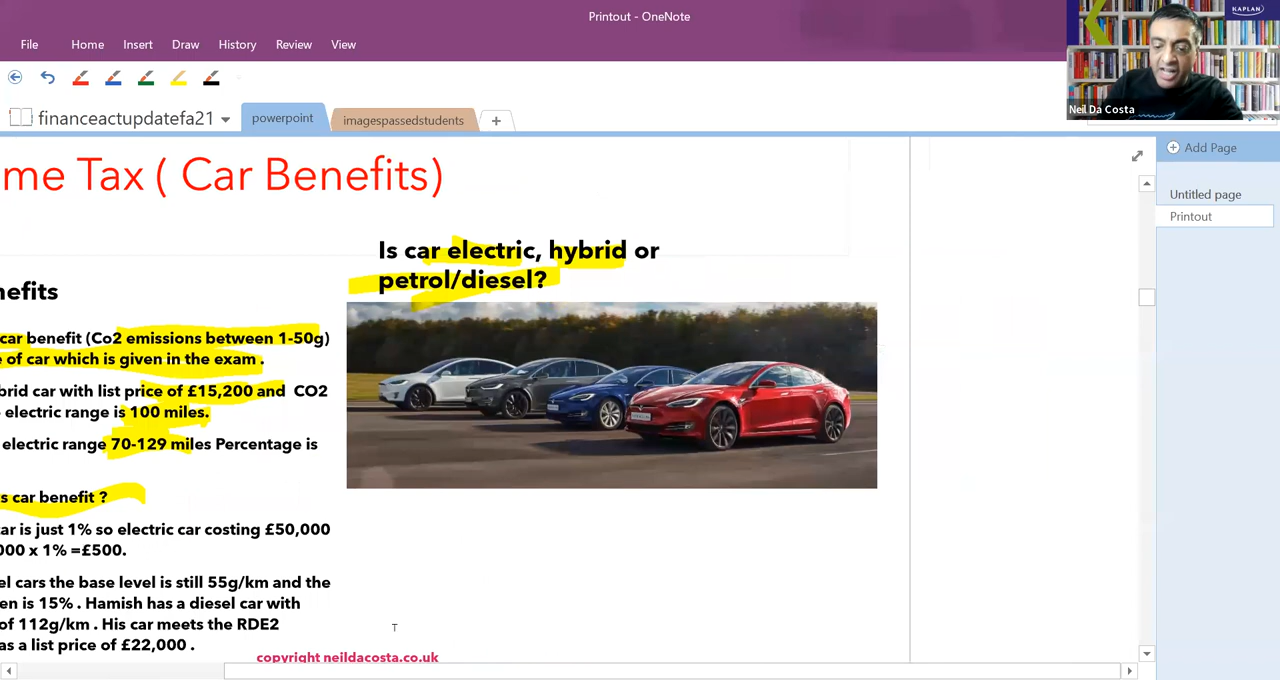 Printout - OneNote
KAPLAN
File Home Insert Draw History Review View
Neil Da Costa
financeactupdatefa21 powerpoint imagespassedstudents +
Add Page
Untitled page
Printout
me Tax ( Car Benefits)
Is car electric, hybrid or
petrol/diesel?
nefits
car benefit (Co2 emissions between 1-50g)
e of car which is given in the exam .
brid car with list price of £15,200 and CO2
electric range is 100 miles.
electric range 70-129 miles Percentage is
s car benefit ?
ar is just 1% so electric car costing £50,000
000 x 1% =£500.
el cars the base level is still 55g/km and the
en is 15% . Hamish has a diesel car with
of 112g/km . His car meets the RDE2
as a list price of £22,000 .
copyright neildacosta.co.uk